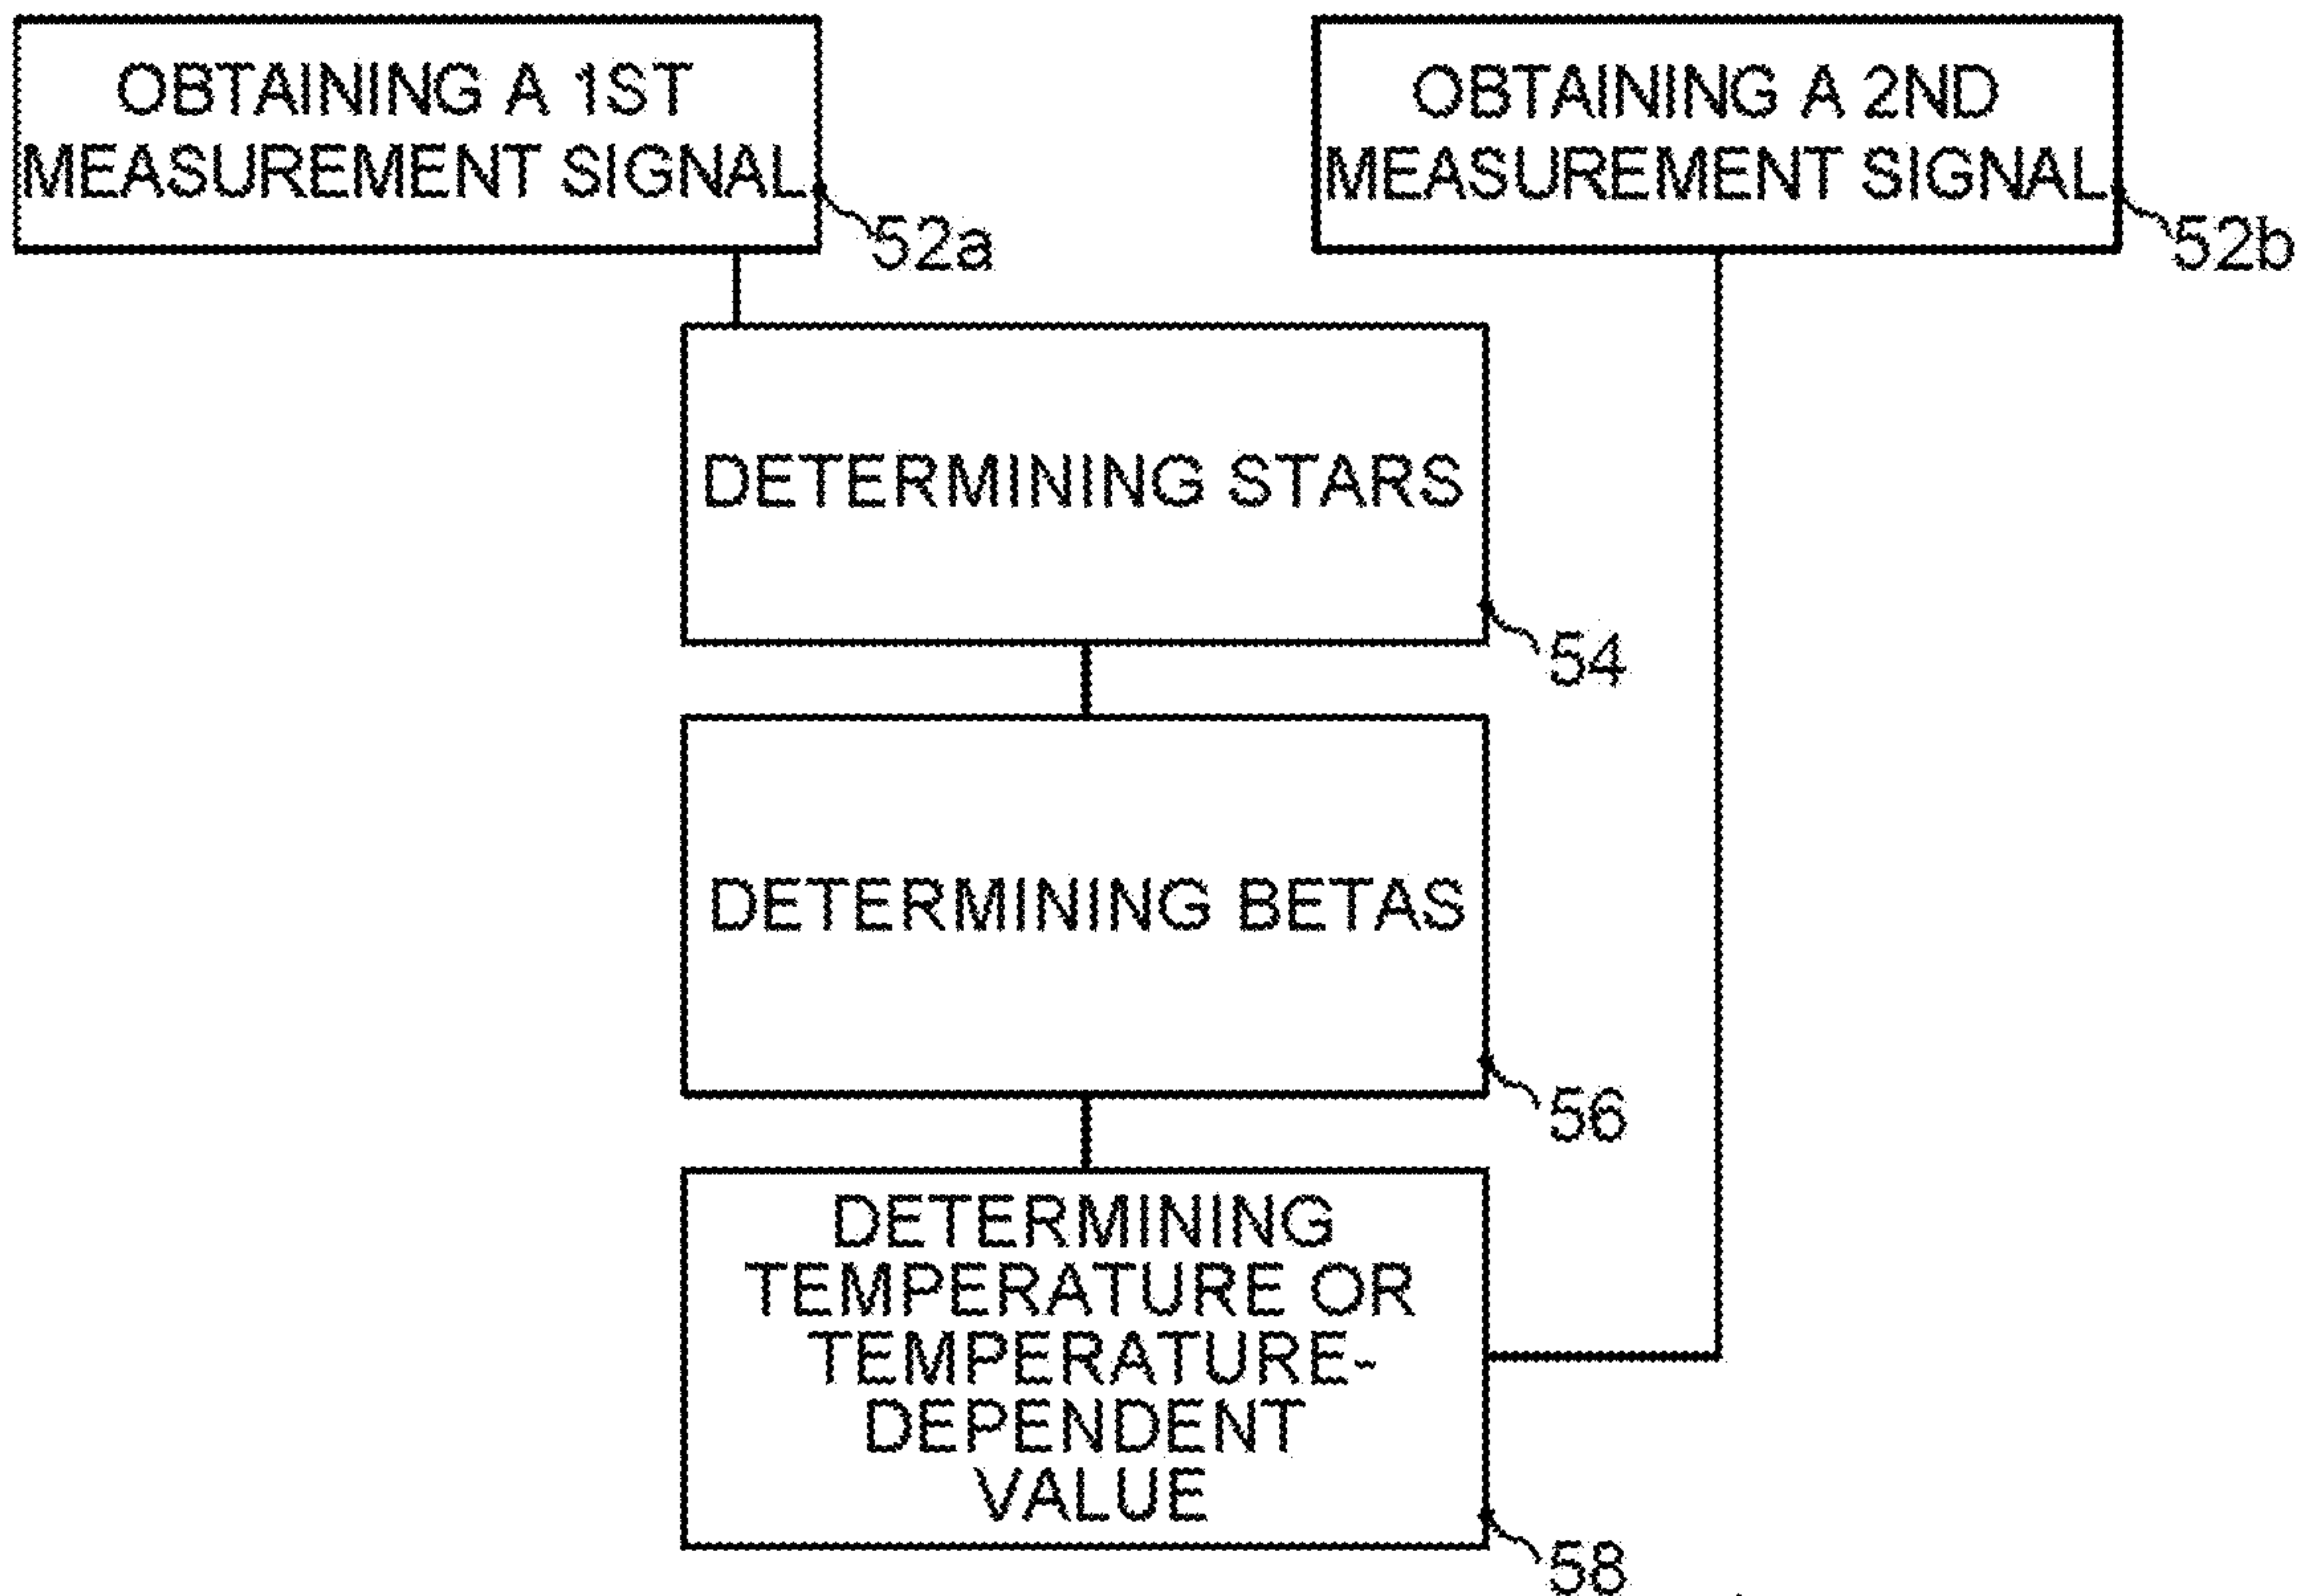 OBTAINING A 1ST
MEASUREMENT SIGNAL
52a
OBTAINING A 2ND
MEASUREMENT SIGNAL
52b
DETERMINING STARS
54
DETERMINING BETAS
56
DETERMINING
TEMPERATURE OR
TEMPERATURE-
DEPENDENT
VALUE
58